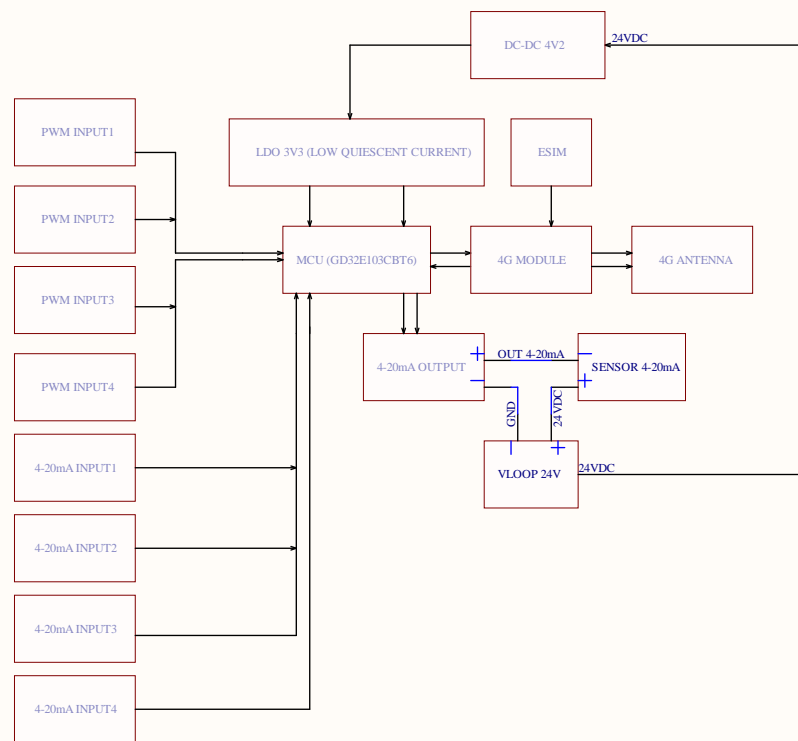 24VDC
DC-DC 4V2
PWM INPUT1
LDO 3V3 (LOW QUIESCENT CURRENT)
ESIM
PWM INPUT2
MCU (GD32E103CBT6)
4G MODULE
4G ANTENNA
PWM INPUT3
OUT 4-20mA
4-20mA OUTPUT
SENSOR 4-20mA
PWM INPUT4
GND
24VDC
4-20mA INPUT1
VLOOP 24V
24VDC
4-20mA INPUT2
4-20mA INPUT3
4-20mA INPUT4